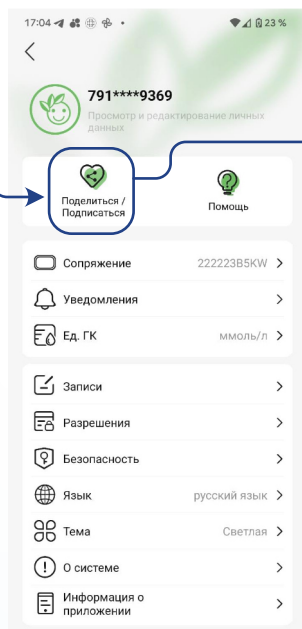 17:04
23 %
791****9369
Просмотр и редактирование личных
данных
Поделиться /
Подписаться
Помощь
Сопряжение 222223B5KW
Уведомления
Ед. ГК ммоль/л
Записи
Разрешения
Безопасность
Язык русский язык
Тема Светлая
О системе
Информация о
приложении